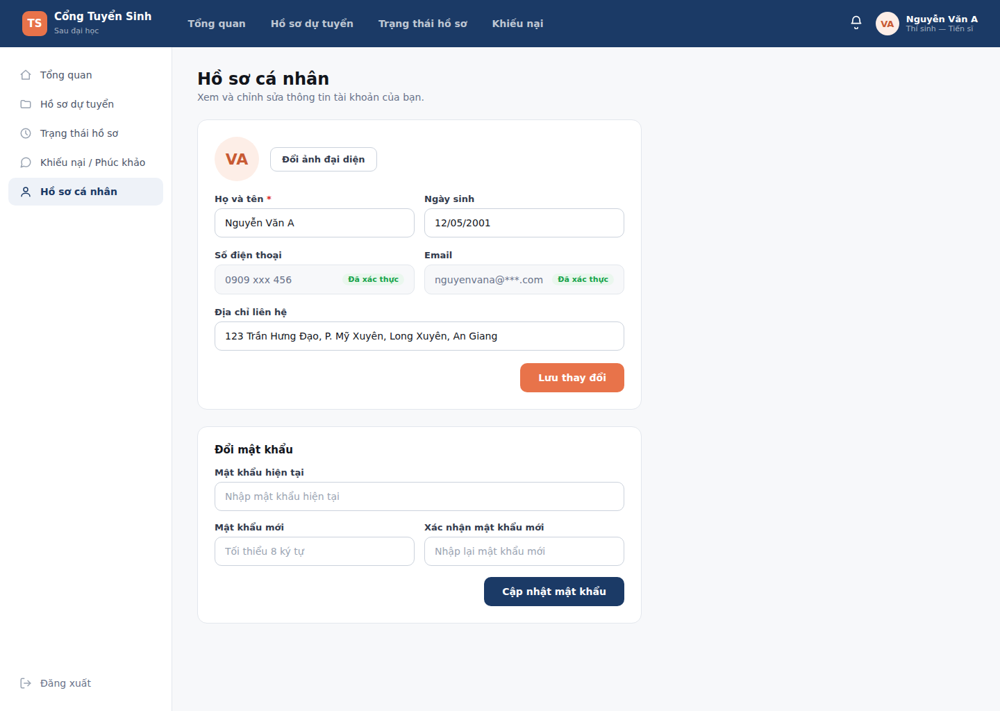 TS
Cổng Tuyển Sinh
Sau đại học
Tổng quan
Hồ sơ dự tuyển
Trạng thái hồ sơ
Khiếu nại
VA
Nguyễn Văn A
Thí sinh — Tiến sĩ
Tổng quan
Hồ sơ dự tuyển
Trạng thái hồ sơ
Khiếu nại / Phúc khảo
Hồ sơ cá nhân
Đăng xuất
Hồ sơ cá nhân
Xem và chỉnh sửa thông tin tài khoản của bạn.
VA
Đổi ảnh đại diện
Họ và tên *
Nguyễn Văn A
Ngày sinh
12/05/2001
Số điện thoại
0909 xxx 456
Đã xác thực
Email
nguyenvana@***.com
Đã xác thực
Địa chỉ liên hệ
123 Trần Hưng Đạo, P. Mỹ Xuyên, Long Xuyên, An Giang
Lưu thay đổi
Đổi mật khẩu
Mật khẩu hiện tại
Nhập mật khẩu hiện tại
Mật khẩu mới
Tối thiểu 8 ký tự
Xác nhận mật khẩu mới
Nhập lại mật khẩu mới
Cập nhật mật khẩu